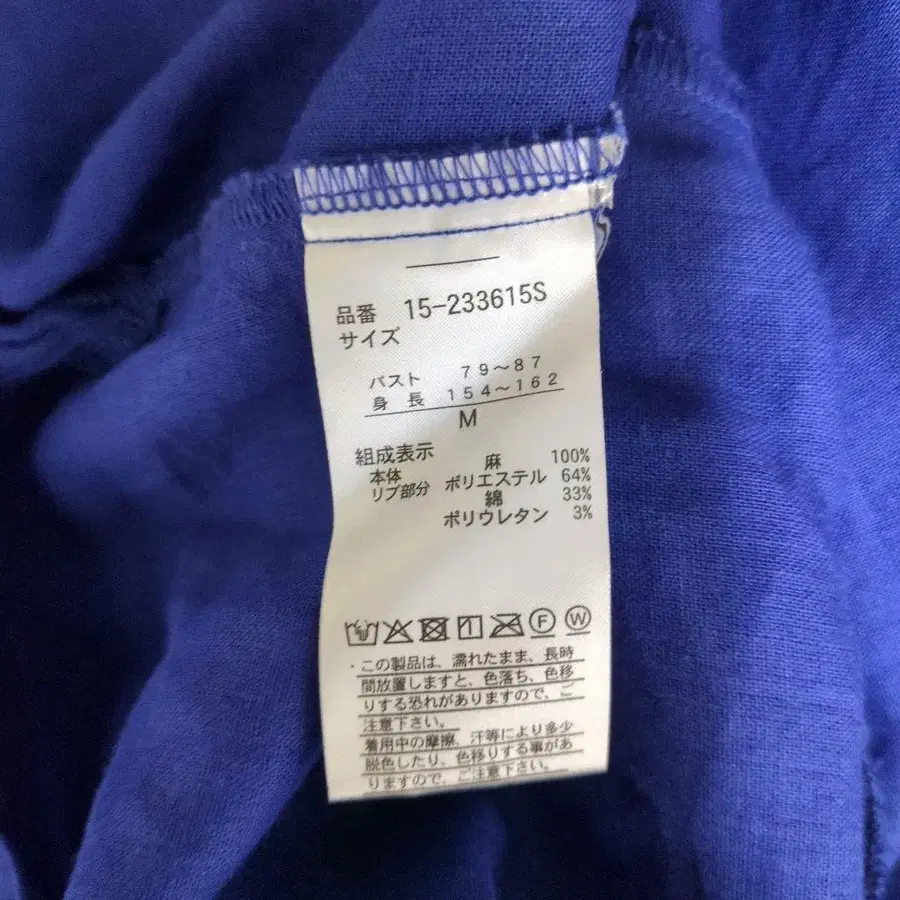 品番 15-233615S
サイズ
バスト 79～87
身長 154～162
M
組成表示
本体 麻 100%
リブ部分 ポリエステル 64%
綿 33%
ポリウレタン 3%
F W
・この製品は、濡れたまま、長時
間放置しますと、色落ち、色移
りする恐れがありますので、ご
注意下さい。
着用中の摩擦、汗等により多少
脱色したり、色移りする事があ
りますので、ご注意下さい。